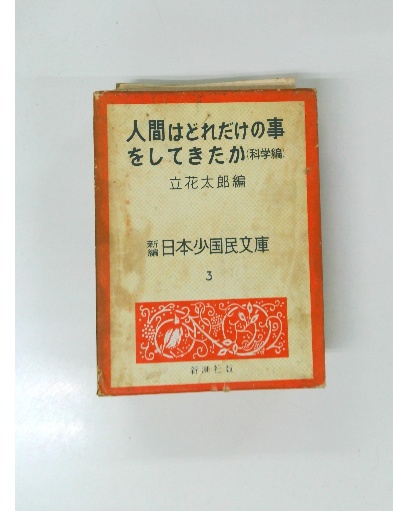 人間はどれだけの事
をしてきたか(科学編)
立花太郎編
新編 日本少国民文庫
3
新潮社版